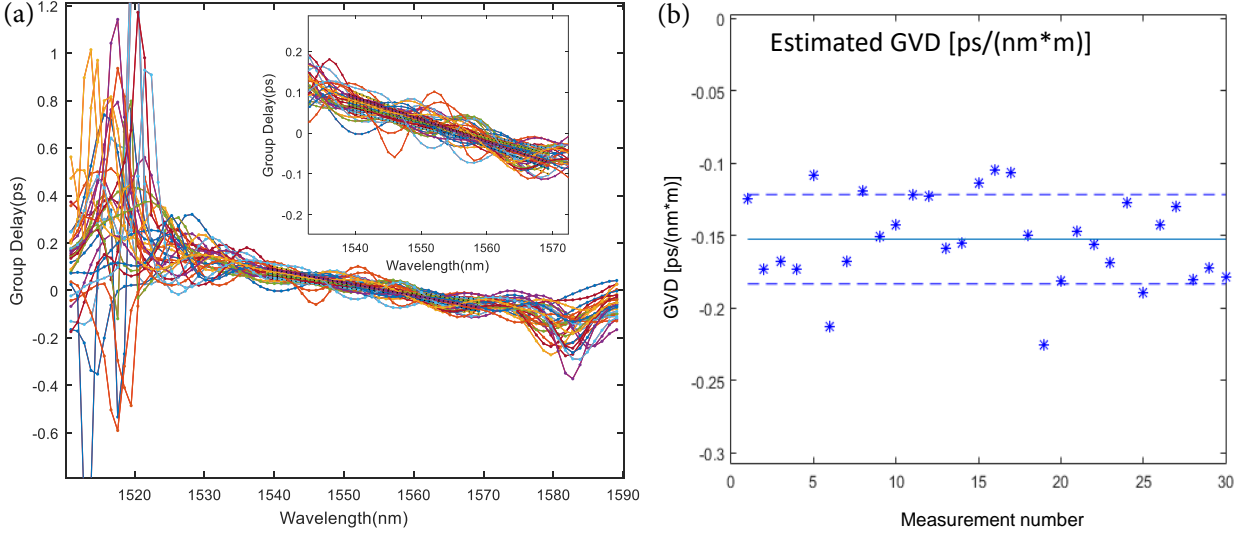 (a)
1.2
1
0.8
0.6
0.4
0.2
0
-0.2
-0.4
-0.6
Group Delay(ps)
1520 1530 1540 1550 1560 1570 1580 1590
Wavelength(nm)
0.2
0.1
0
-0.1
-0.2
Group Delay(ps)
1540 1550 1560 1570
Wavelength(nm)
(b)
Estimated GVD [ps/(nm*m)]
0
-0.05
-0.1
-0.15
-0.2
-0.25
-0.3
GVD [ps/(nm*m)]
0 5 10 15 20 25 30
Measurement number